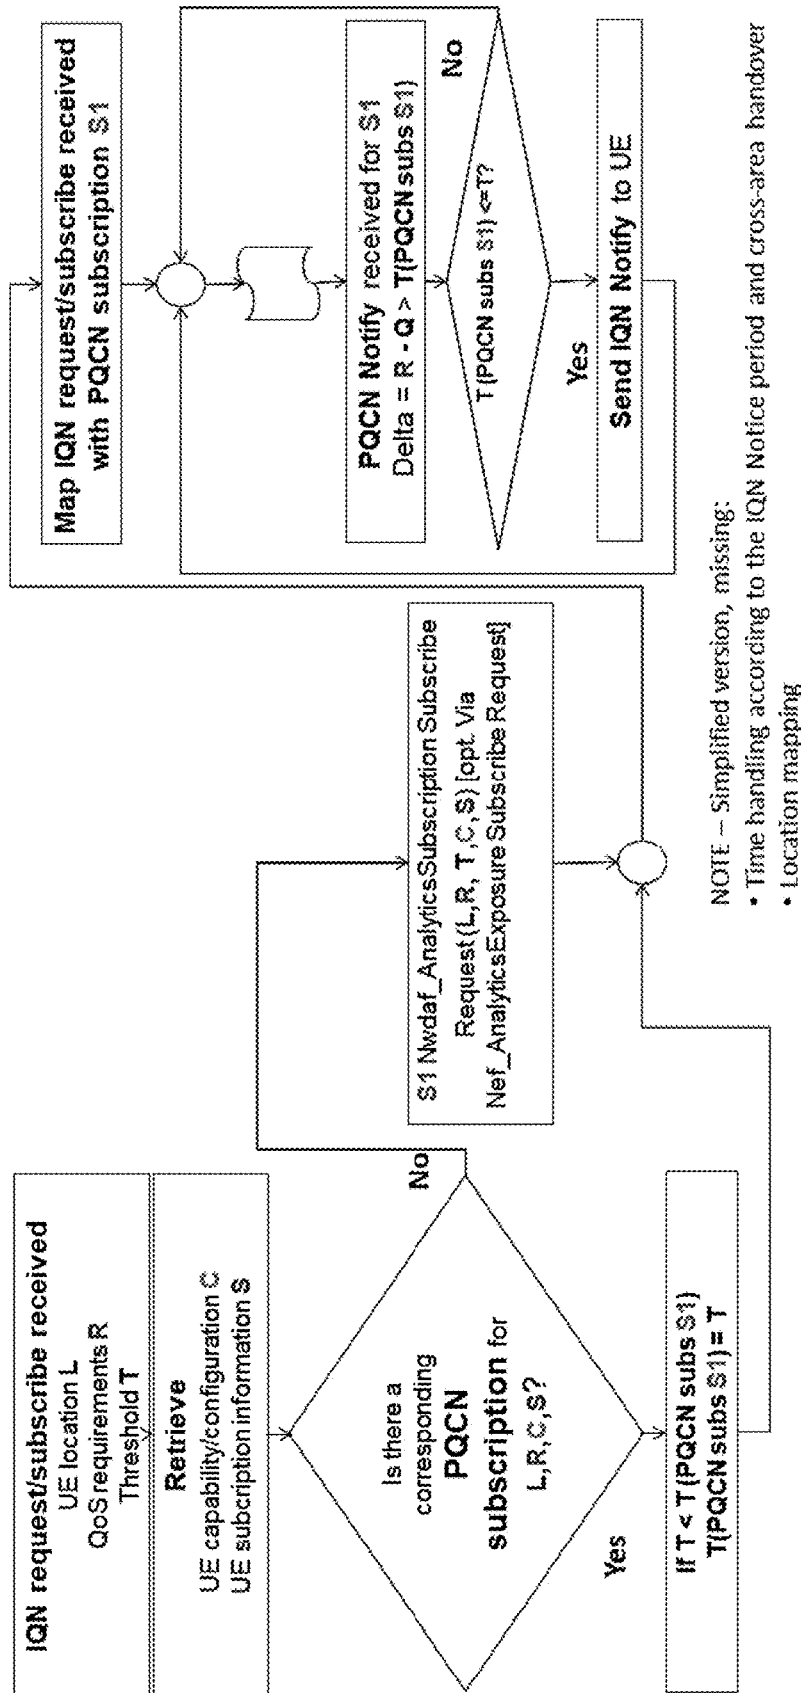 IQN request/subscribe received
UE location L
QoS requirements R
Threshold T
Retrieve
UE capability/configuration C
UE subcription information S
Is there a
corresponding
PQCN
subscription for
L,R,C,S?
No
Yes
If T < T(PQCN subs S1)
T(PQCN subs S1) = T
S1 Nwdaf_AnalyticsSubscription Subscribe
Request (L,R, T,C,S) [opt. Via
Nef_AnalyticsExposure Subscribe Request]
Map IQN request/subscribe received
with PQCN subscription S1
PQCN Notify received for S1
Delta = R - Q > T(PQCN subs S1)
T(PQCN subs S1) <=T?
No
Yes
Send IQN Notify to UE
NOTE – Simplified version, missing:
• Time handling according to the IQN Notice period and cross-area handover
• Location mapping